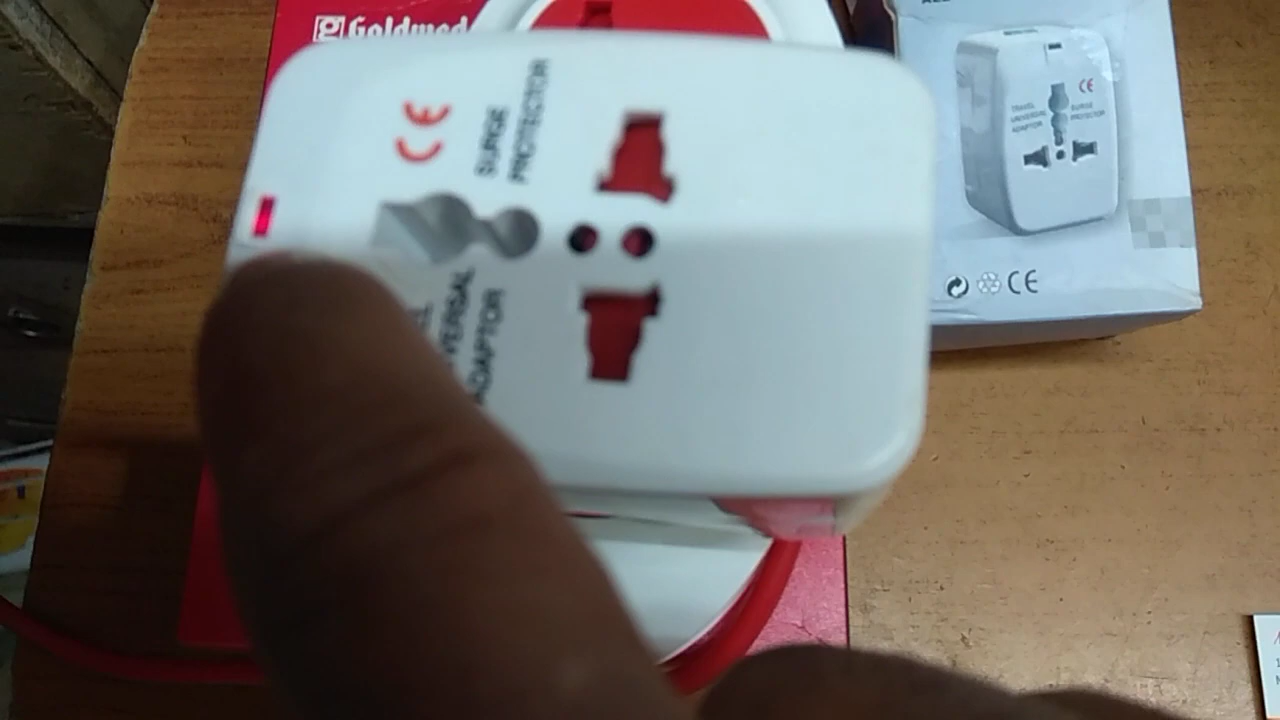 Goldmed
CE
SURGE
PROTECTOR
ADAPTOR
CE
TRAVEL
UNIVERSAL
ADAPTOR
SURGE
PROTECTOR
CE